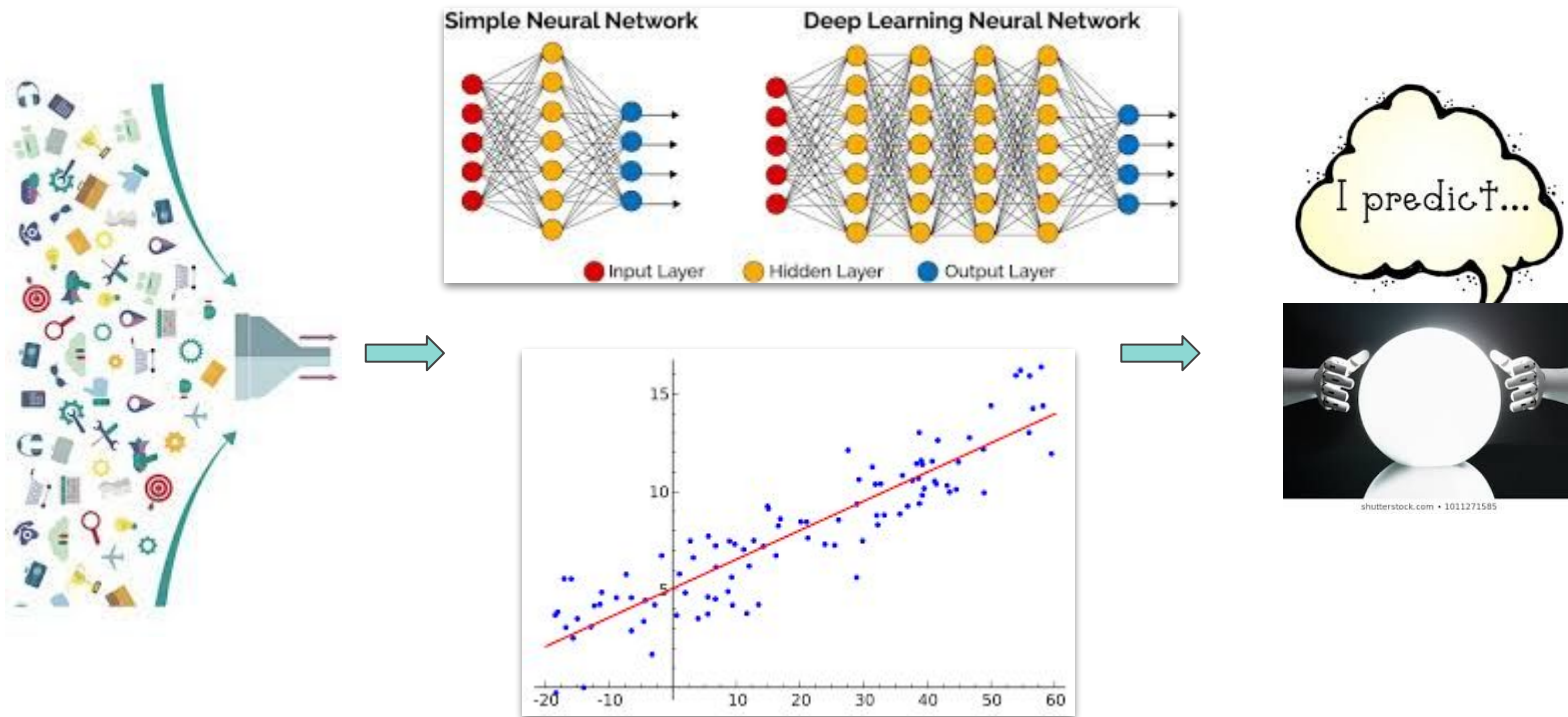 Simple Neural Network
Deep Learning Neural Network
Input Layer
Hidden Layer
Output Layer
I predict...
shutterstock.com • 1011271585
15
10
5
-20
10
20
30
40
50
60